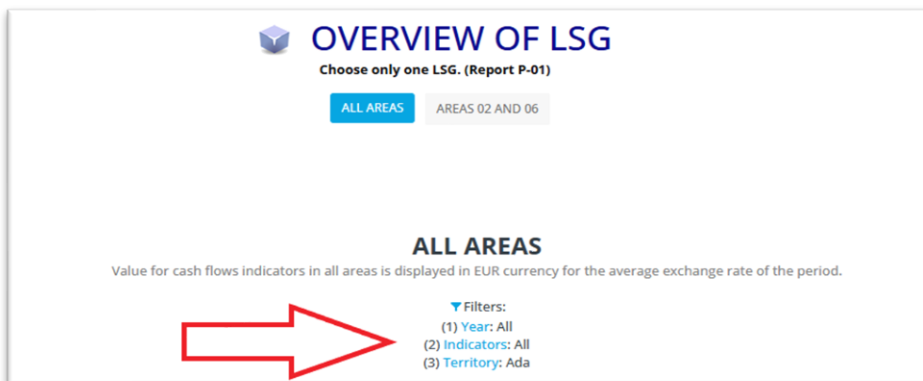 OVERVIEW OF LSG
Choose only one LSG. (Report P-01)
ALL AREAS
AREAS 02 AND 06
ALL AREAS
Value for cash flows indicators in all areas is displayed in EUR currency for the average exchange rate of the period.
Filters:
(1) Year: All
(2) Indicators: All
(3) Territory: Ada